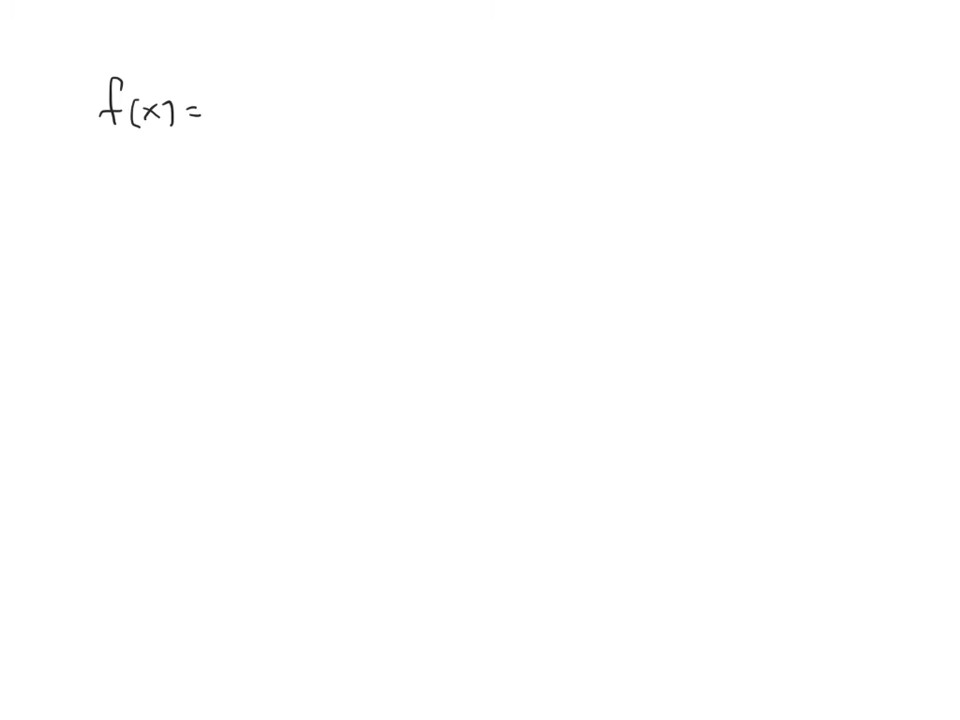 f(x) =